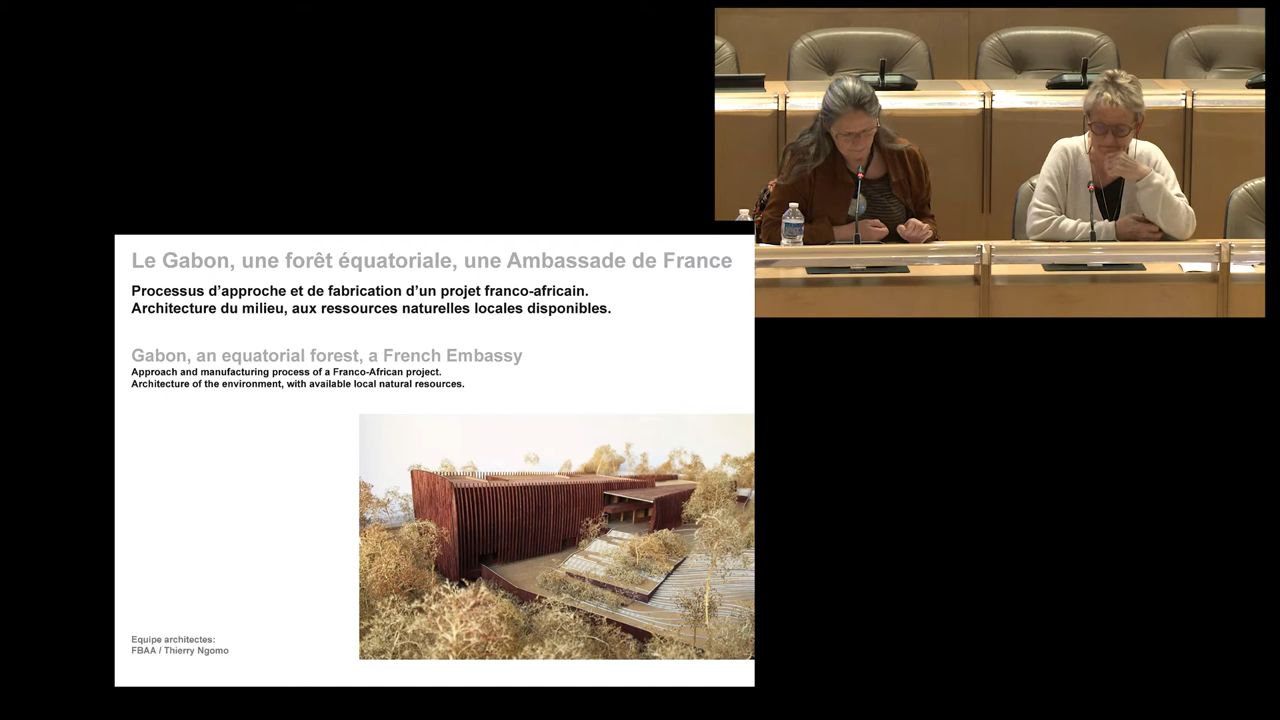 Le Gabon, une forêt équatoriale, une Ambassade de France
Processus d'approche et de fabrication d'un projet franco-africain.
Architecture du milieu, aux ressources naturelles locales disponibles.
Gabon, an equatorial forest, a French Embassy
Approach and manufacturing process of a Franco-African project.
Architecture of the environment, with available local natural resources.
Equipe architectes:
FBAA / Thierry Ngomo